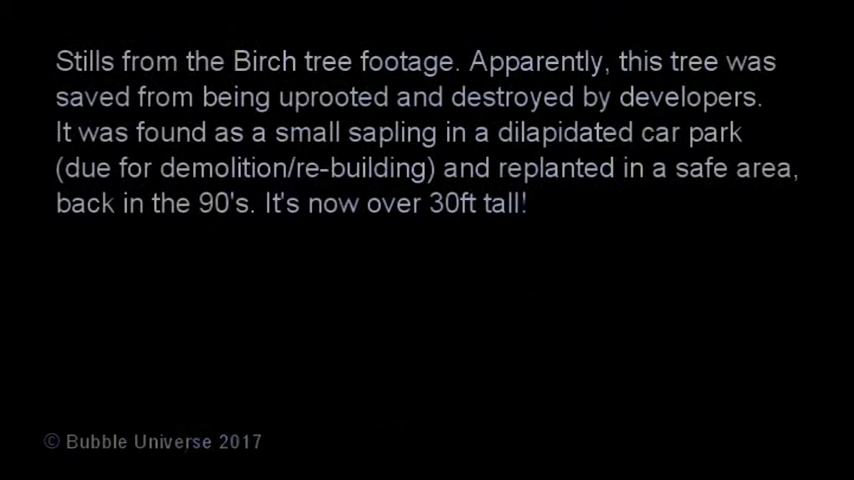 Stills from the Birch tree footage. Apparently, this tree was
saved from being uprooted and destroyed by developers.
It was found as a small sapling in a dilapidated car park
(due for demolition/re-building) and replanted in a safe area,
back in the 90's. It's now over 30ft tall!
© Bubble Universe 2017